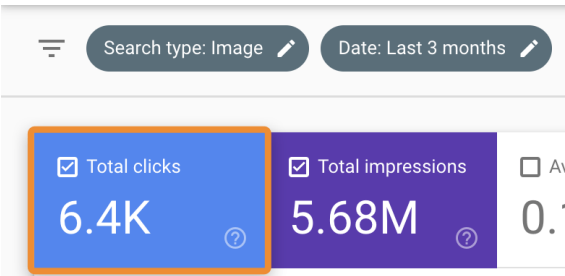 Search type: Image
Date: Last 3 months
Total clicks
Total impressions
6.4K
5.68M